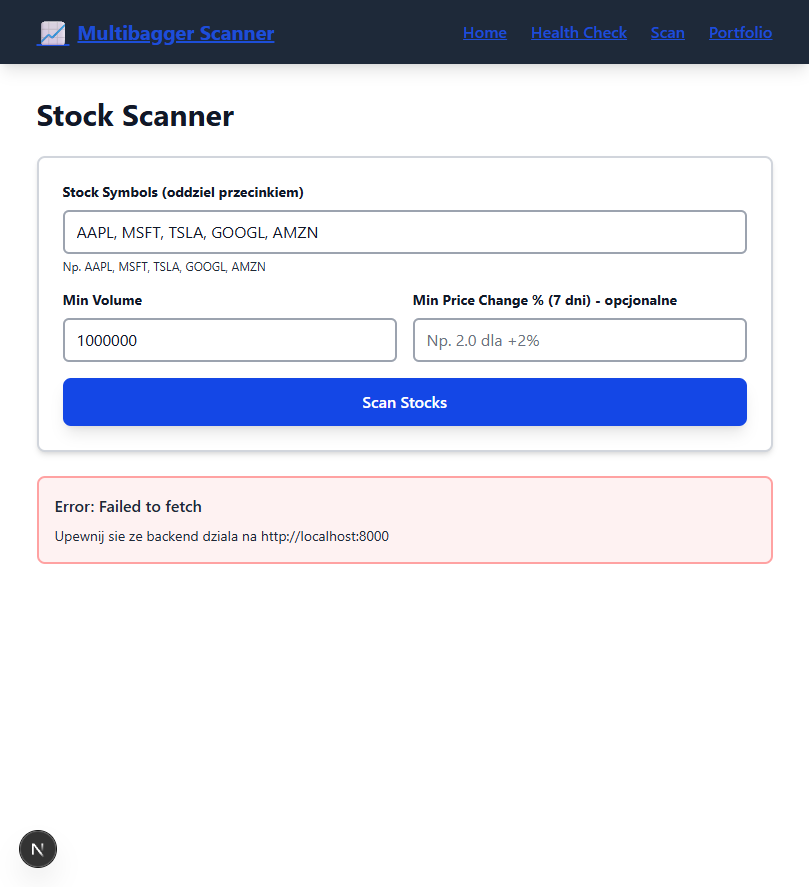 Multibagger Scanner
Home Health Check Scan Portfolio
Stock Scanner
Stock Symbols (oddziel przecinkiem)
AAPL, MSFT, TSLA, GOOGL, AMZN
Np. AAPL, MSFT, TSLA, GOOGL, AMZN
Min Volume
Min Price Change % (7 dni) - opcjonalne
1000000
Np. 2.0 dla +2%
Scan Stocks
Error: Failed to fetch
Upewnij sie ze backend dziala na http://localhost:8000
N